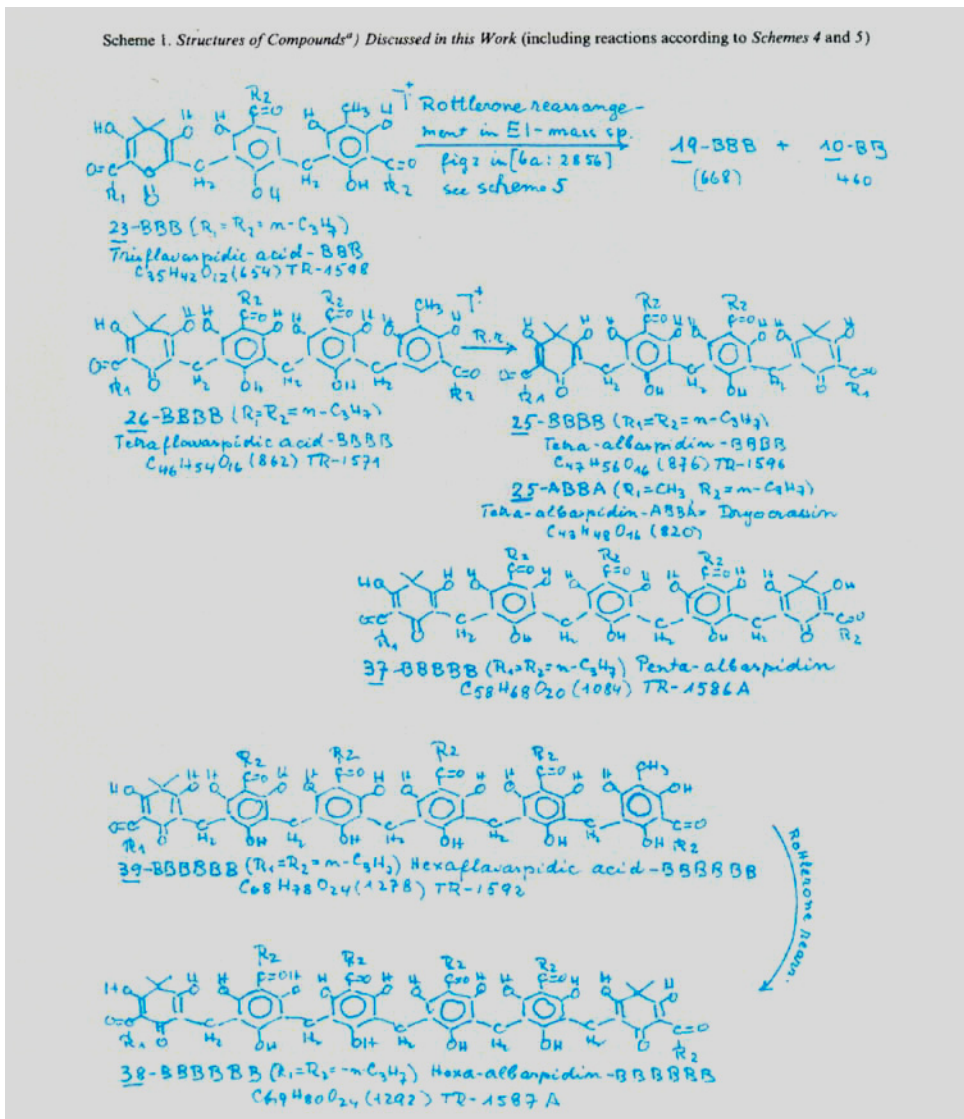 Scheme 1. Structures of Compounds a) Discussed in this Work (including reactions according to Schemes 4 and 5)
Rottlerone rearrange-
ment in EI-mass sp.
fig 2 in [6a: 2856]
see scheme 5
19-BBB + 10-BB
(668) 460
23-BBB (R1=R2=n-C3H7)
Trisflavaspidic acid-BBB
C35H42O12 (654) TR-1598
R.r.
26-BBBB (R1=R2=n-C3H7)
Tetraflavaspidic acid-BBBB
C46H54O16 (862) TR-1571
25-BBBB (R1=R2=n-C3H7)
Tetra-albaspidin-BBBB
C47H56O16 (876) TR-1596
25-ABBA (R1=CH3, R2=n-C3H7)
Tetra-albaspidin-ABBA= Dryocrassin
C43H48O16 (820)
37-BBBBB (R1=R2=n-C3H7) Penta-albaspidin
C58H68O20 (1084) TR-1586A
39-BBBBBB (R1=R2=n-C3H7) Hexaflavaspidic acid-BBBBBB
C68H78O24 (1278) TR-1592
Rottlerone rearr.
38-BBBBBB (R1=R2=-n-C3H7) Hexa-albaspidin-BBBBBB
C69H80O24 (1292) TR-1587 A